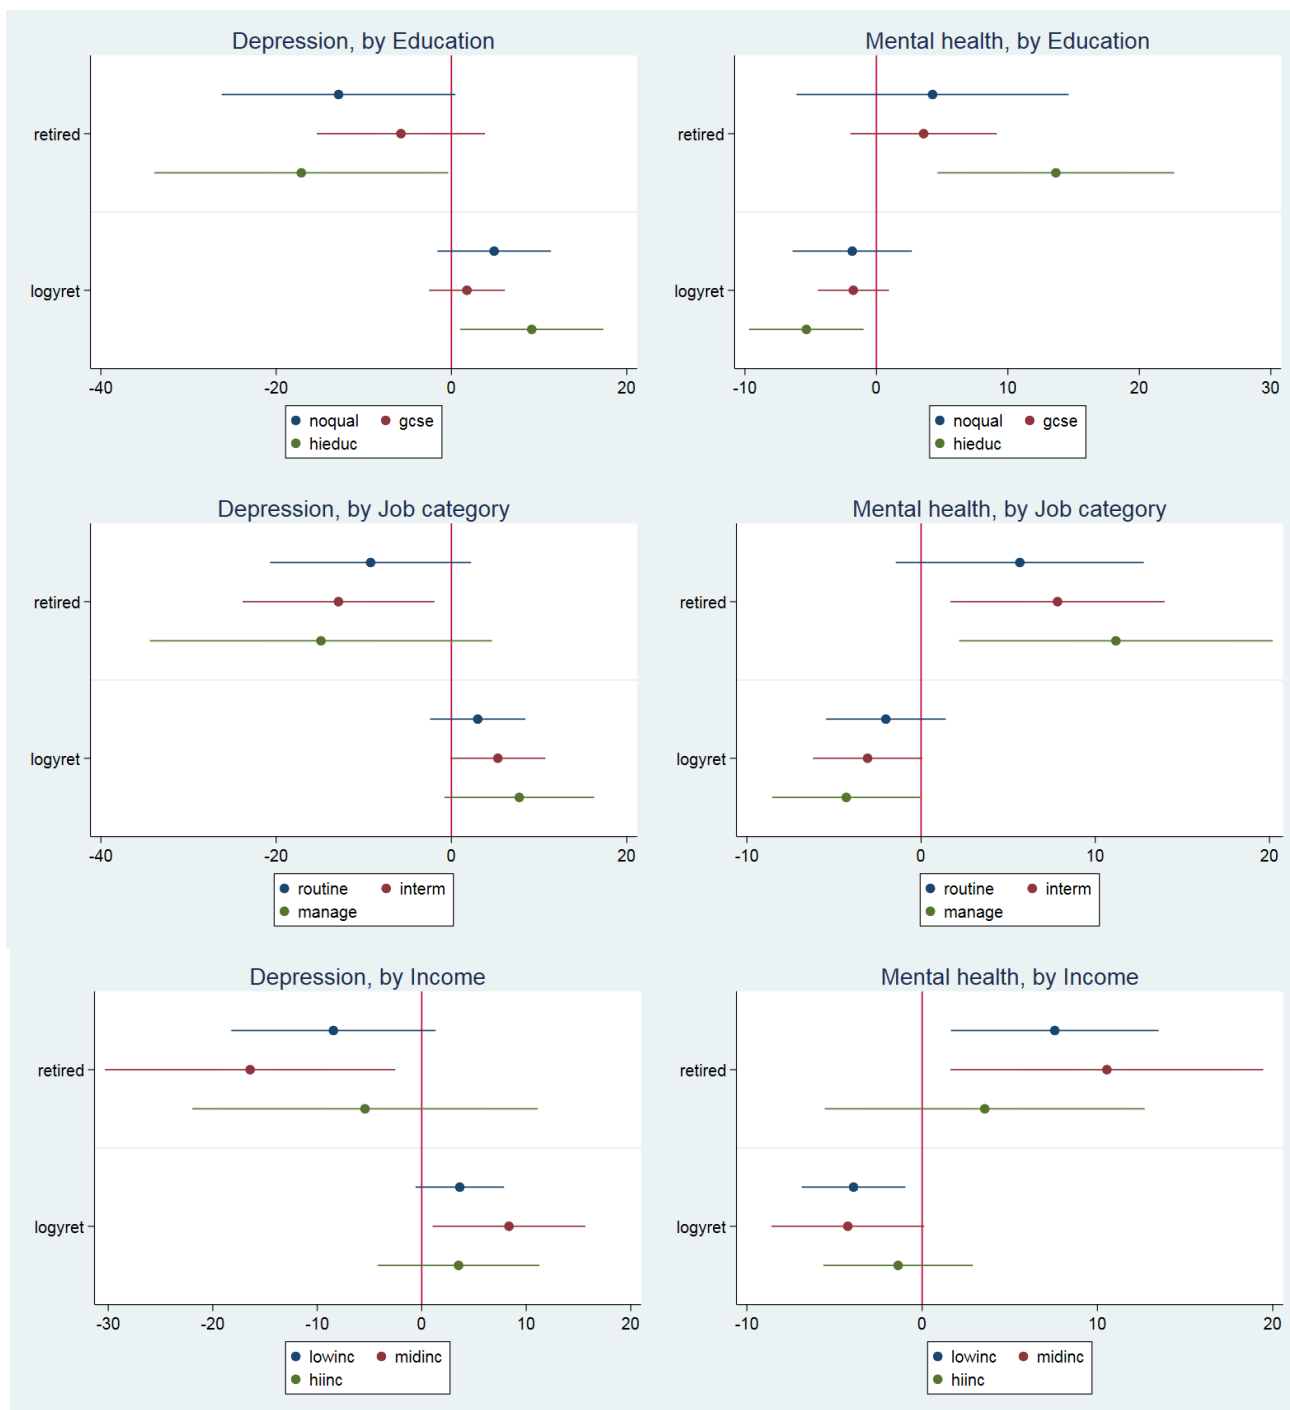 Depression, by Education
retired
logyret
-40 -20 0 20
noqual gcse
hieduc
Mental health, by Education
retired
logyret
-10 0 10 20 30
noqual gcse
hieduc
Depression, by Job category
retired
logyret
-40 -20 0 20
routine interm
manage
Mental health, by Job category
retired
logyret
-10 0 10 20
routine interm
manage
Depression, by Income
retired
logyret
-30 -20 -10 0 10 20
lowinc midinc
hiinc
Mental health, by Income
retired
logyret
-10 0 10 20
lowinc midinc
hiinc